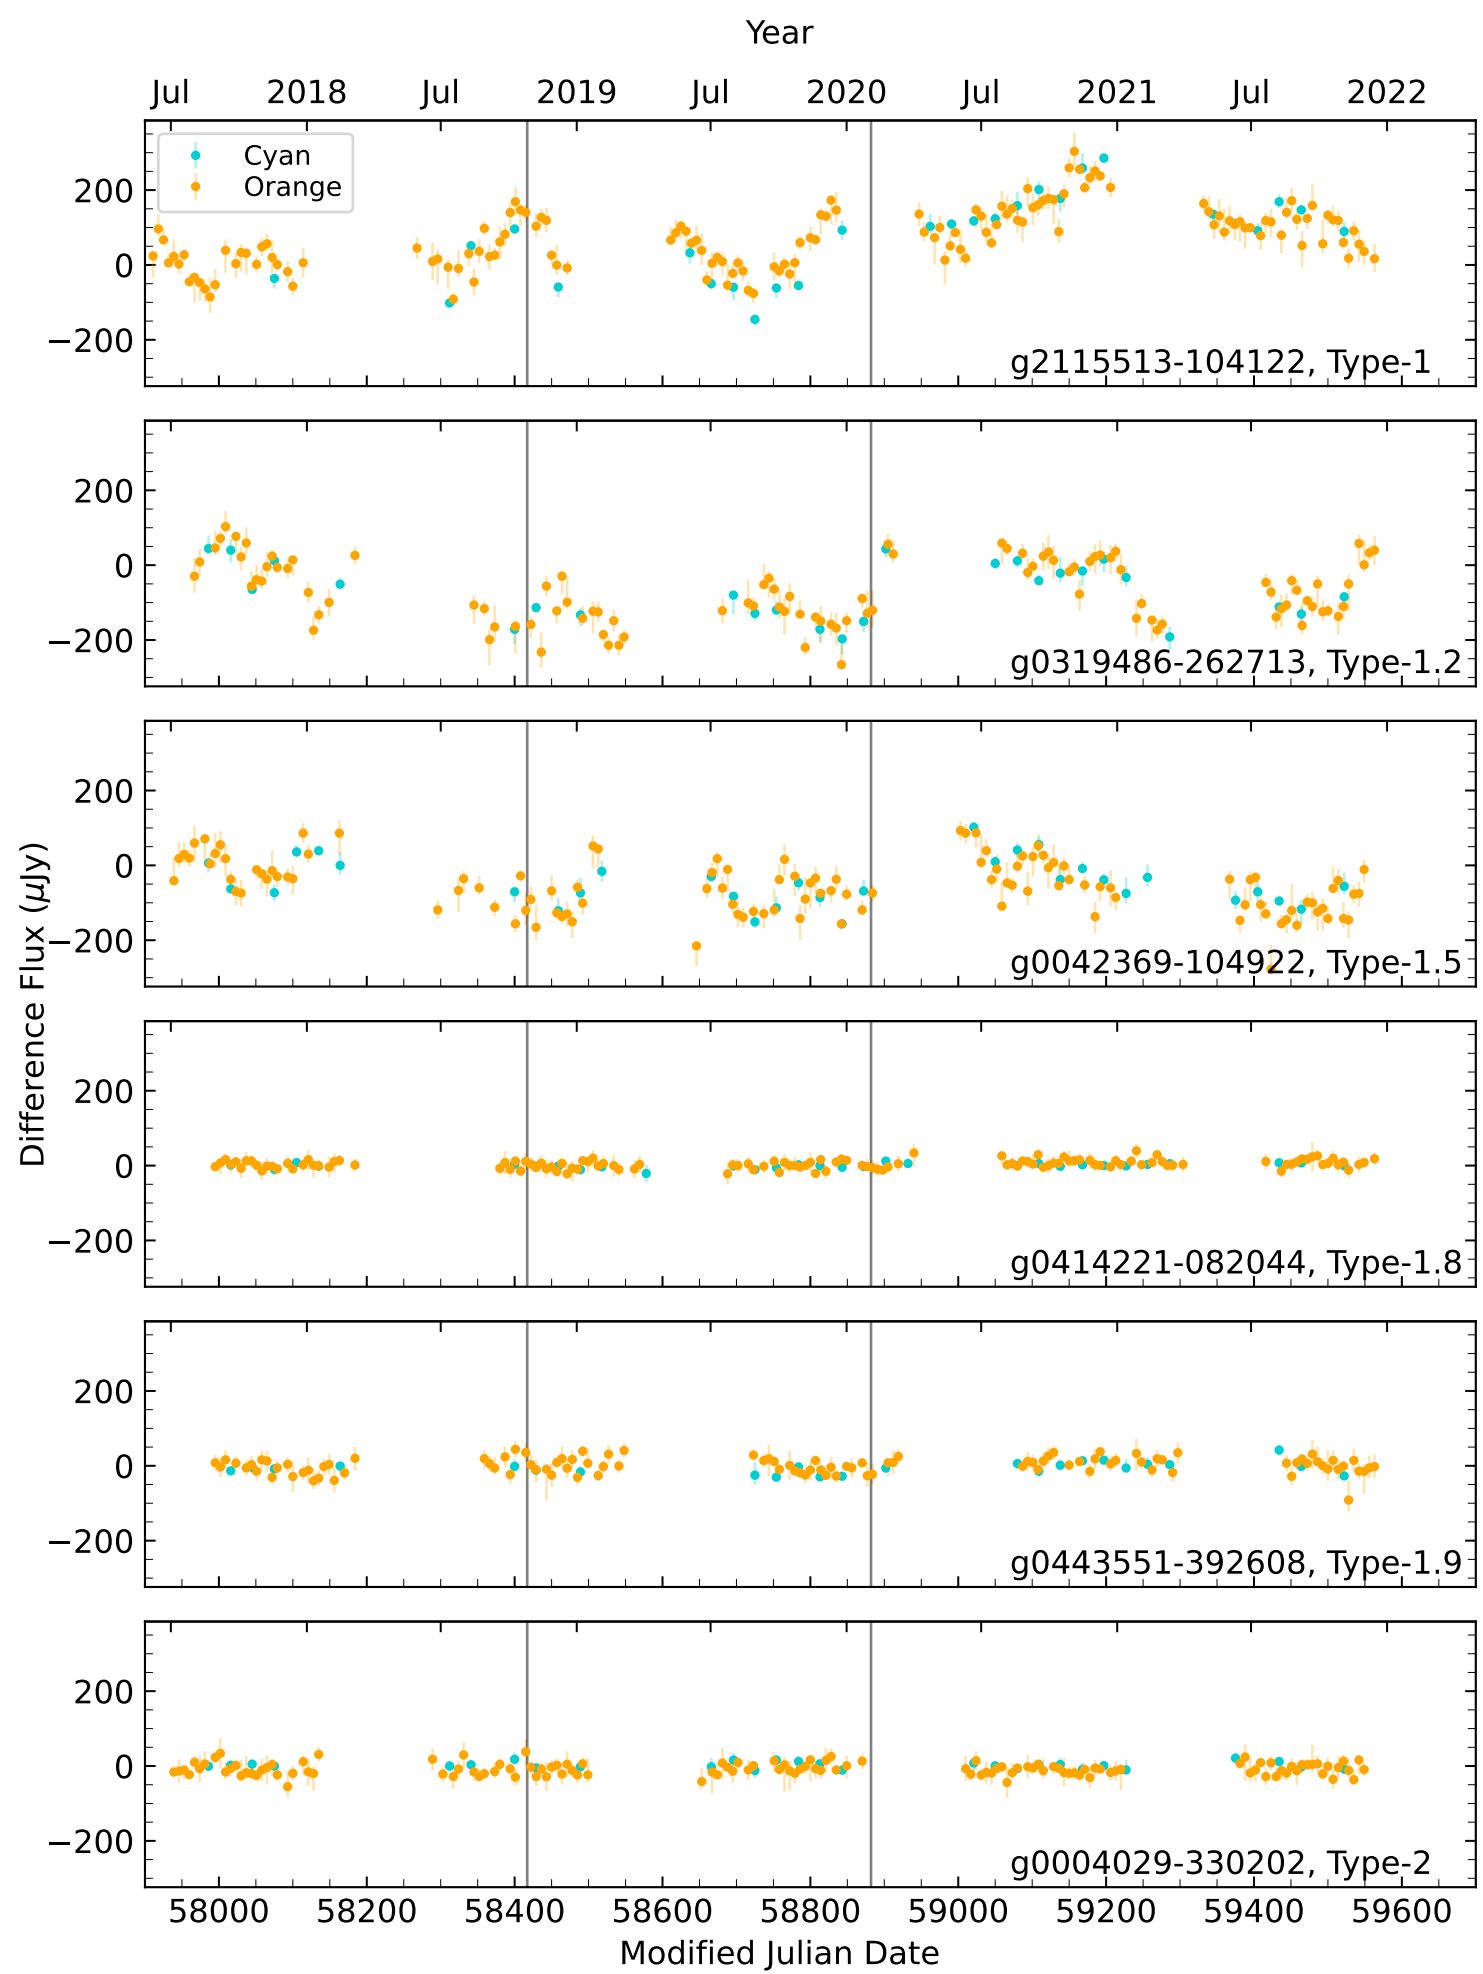 Year
Jul 2018 Jul 2019 Jul 2020 Jul 2021 Jul 2022
Cyan
Orange
200
0
−200
g2115513-104122, Type-1
200
0
−200
g0319486-262713, Type-1.2
200
0
−200
g0042369-104922, Type-1.5
Difference Flux (μJy)
200
0
−200
g0414221-082044, Type-1.8
200
0
−200
g0443551-392608, Type-1.9
200
0
−200
g0004029-330202, Type-2
58000 58200 58400 58600 58800 59000 59200 59400 59600
Modified Julian Date